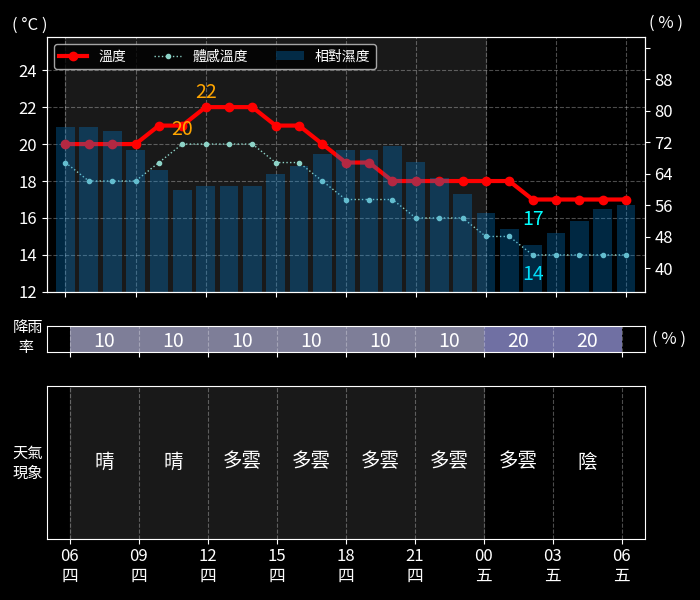 ( °C )
( % )
溫度 體感溫度 相對濕度
24
22
20
18
16
14
12
88
80
72
64
56
48
40
22
20
17
14
降雨率
10 10 10 10 10 10 20 20
( % )
天氣現象
晴 晴 多雲 多雲 多雲 多雲 多雲 陰
06 09 12 15 18 21 00 03 06
四 四 四 四 四 四 五 五 五